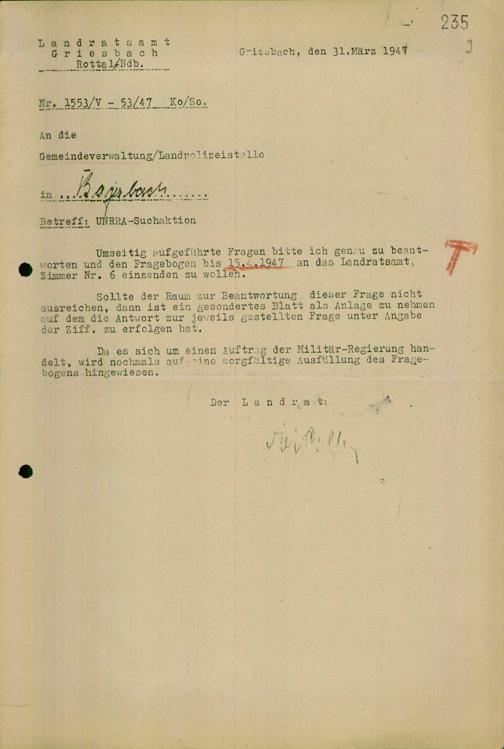 235
3
Landratsamt
Griesbach
Rottal/Ndb.
Griesbach, den 31.März 1947
Nr. 1553/V - 53/47 Ko/So.
An die
Gemeindeverwaltung/Landpolizeistelle
in ... ......
Betreff: UNRRA-Suchaktion
Umseitig aufgeführte Fragen bitte ich genau zu beant-
worten und den Fragebogen bis 15.4.1947 an das Landratsamt,
Zimmer Nr. 6 einsenden zu wollen.
Sollte der Raum zur Beantwortung dieser Frage nicht
ausreichen, dann ist ein gesondertes Blatt als Anlage zu nehmen
auf dem die Antwort zur jeweils gestellten Frage unter Angabe
der Ziff. zu erfolgen hat.
Da es sich um einen Auftrag der Militär-Regierung han-
delt, wird nochmals auf eine sorgfältige Ausfüllung des Frage-
bogens hingewiesen.
Der Landrat:
T